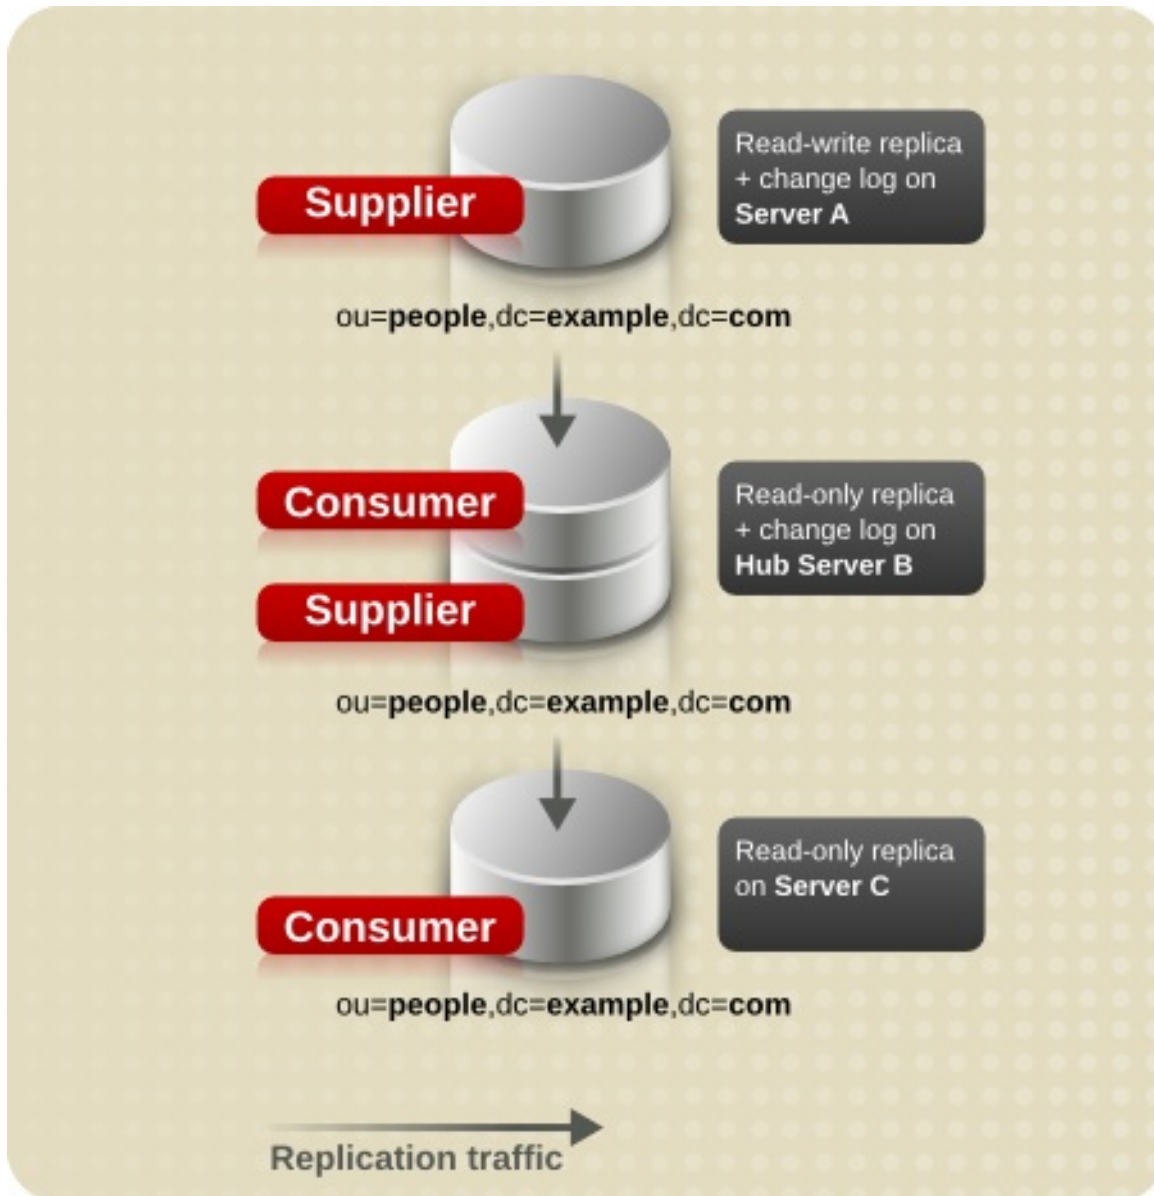 Supplier
Read-write replica
+ change log on
Server A
ou=people,dc=example,dc=com
Consumer
Supplier
Read-only replica
+ change log on
Hub Server B
ou=people,dc=example,dc=com
Consumer
Read-only replica
on Server C
ou=people,dc=example,dc=com
Replication traffic